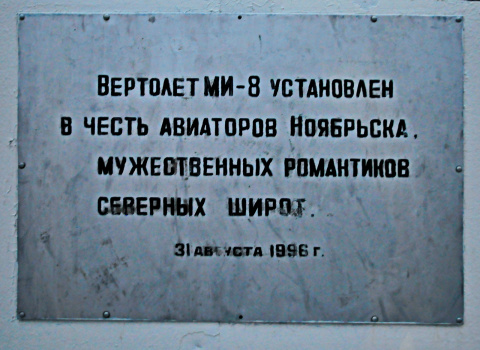 ВЕРТОЛЕТ МИ-8 УСТАНОВЛЕН
В ЧЕСТЬ АВИАТОРОВ НОЯБРЬСКА,
МУЖЕСТВЕННЫХ РОМАНТИКОВ
СЕВЕРНЫХ ШИРОТ.
31 АВГУСТА 1996 Г.